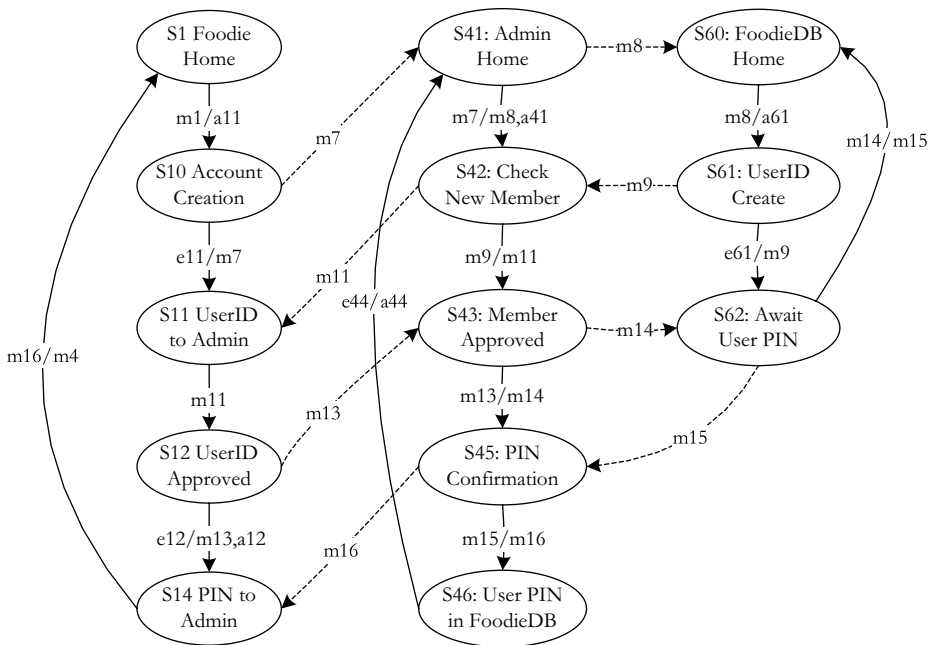 S1 Foodie
Home
S41: Admin
Home
m8
S60: FoodieDB
Home
m1/a11
m7
m7/m8,a41
m8/a61
m14/m15
S10 Account
Creation
S42: Check
New Member
m9
S61: UserID
Create
e11/m7
m11
e44/a44
m9/m11
e61/m9
S11 UserID
to Admin
S43: Member
Approved
m14
S62: Await
User PIN
m16/m4
m11
m13
m13/m14
m15
S12 UserID
Approved
S45: PIN
Confirmation
e12/m13,a12
m16
m15/m16
S14 PIN to
Admin
S46: User PIN
in FoodieDB